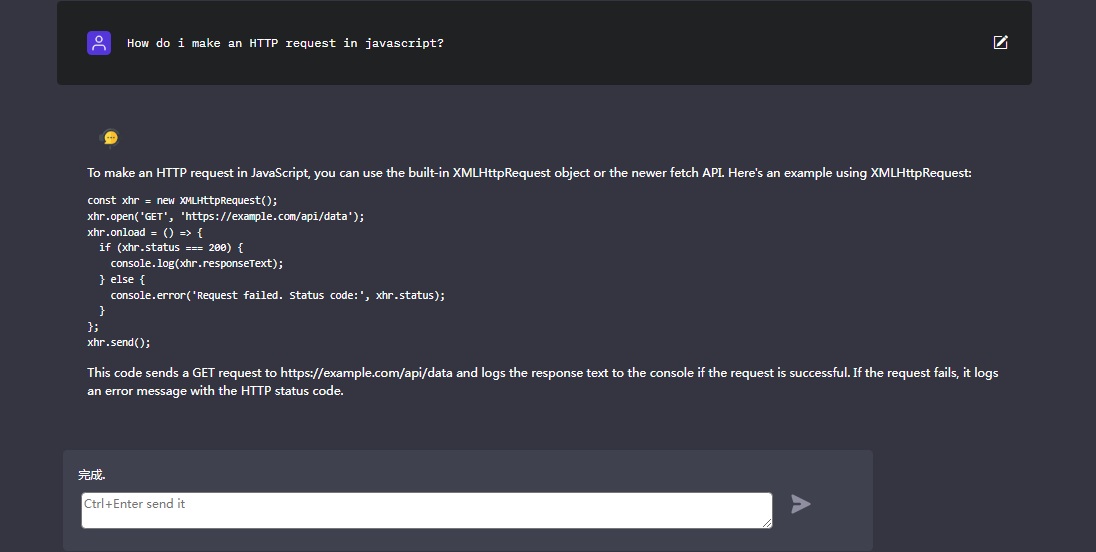 How do i make an HTTP request in javascript?
To make an HTTP request in JavaScript, you can use the built-in XMLHttpRequest object or the newer fetch API. Here's an example using XMLHttpRequest:
const xhr = new XMLHttpRequest();
xhr.open('GET', 'https://example.com/api/data');
xhr.onload = () => {
  if (xhr.status === 200) {
    console.log(xhr.responseText);
  } else {
    console.error('Request failed. Status code:', xhr.status);
  }
};
xhr.send();
This code sends a GET request to https://example.com/api/data and logs the response text to the console if the request is successful. If the request fails, it logs
an error message with the HTTP status code.
完成.
Ctrl+Enter send it